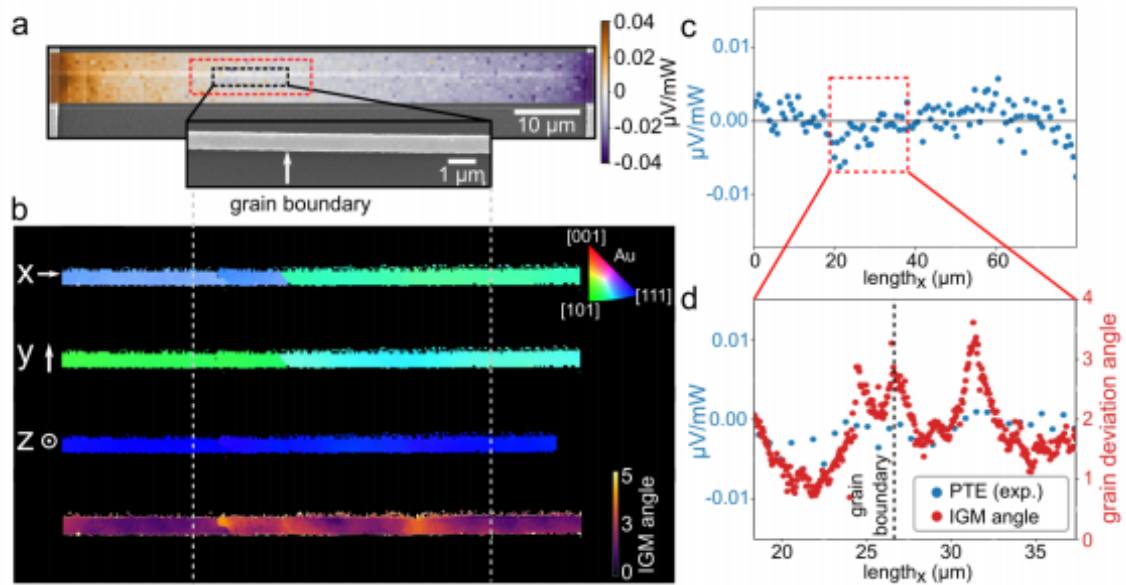 a
0.04
0.02
0
-0.02
-0.04
µV/mW
10 µm
1 µm
grain boundary
b
x
y
z
[001]
Au
[101]
[111]
5
3
0
IGM angle
c
0.01
0.00
-0.01
µV/mW
0
20
40
60
lengthx (µm)
d
0.01
0.00
-0.01
µV/mW
4
3
2
1
0
grain deviation angle
grain
boundary
PTE (exp.)
IGM angle
20
25
30
35
lengthx (µm)